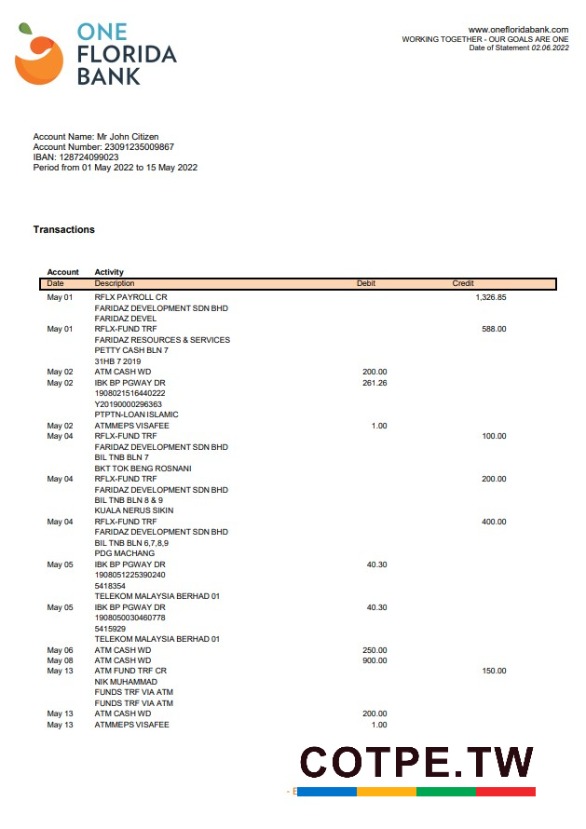 ONE
FLORIDA
BANK
www.onefloridabank.com
WORKING TOGETHER - OUR GOALS ARE ONE
Date of Statement 02.06.2022
Account Name: Mr John Citizen
Account Number: 23091235009867
IBAN: 128724099023
Period from 01 May 2022 to 15 May 2022
Transactions
Account Activity
Date Description Debit Credit
May 01 RFLX PAYROLL CR 1,326.85
FARIDAZ DEVELOPMENT SDN BHD
FARIDAZ DEVEL
May 01 RFLX-FUND TRF 588.00
FARIDAZ RESOURCES & SERVICES
PETTY CASH BLN 7
31HB 7 2019
May 02 ATM CASH WD 200.00
May 02 IBK BP PGWAY DR 261.26
1908021516440222
Y20190000296363
PTPTN-LOAN ISLAMIC
May 02 ATMMEPS VISAFEE 1.00
May 04 RFLX-FUND TRF 100.00
FARIDAZ DEVELOPMENT SDN BHD
BIL TNB BLN 7
BKT TOK BENG ROSNANI
May 04 RFLX-FUND TRF 200.00
FARIDAZ DEVELOPMENT SDN BHD
BIL TNB BLN 8 & 9
KUALA NERUS SIKIN
May 04 RFLX-FUND TRF 400.00
FARIDAZ DEVELOPMENT SDN BHD
BIL TNB BLN 6,7,8,9
PDG MACHANG
May 05 IBK BP PGWAY DR 40.30
1908051225390240
5418354
TELEKOM MALAYSIA BERHAD 01
May 05 IBK BP PGWAY DR 40.30
1908050030460778
5415929
TELEKOM MALAYSIA BERHAD 01
May 06 ATM CASH WD 250.00
May 08 ATM CASH WD 900.00
May 13 ATM FUND TRF CR 150.00
NIK MUHAMMAD
FUNDS TRF VIA ATM
FUNDS TRF VIA ATM
May 13 ATM CASH WD 200.00
May 13 ATMMEPS VISAFEE 1.00
COTPE.TW